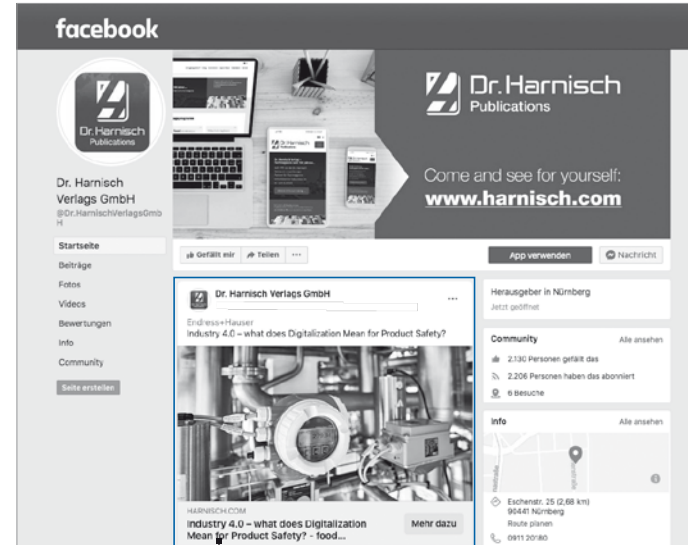 facebook
Dr. Harnisch
Publications
Dr. Harnisch
Verlags GmbH
@Dr.HarnischVerlagsGmb
H
Startseite
Beiträge
Fotos
Videos
Bewertungen
Info
Community
Seite erstellen
Dr. Harnisch
Publications
Come and see for yourself:
www.harnisch.com
Gefällt mir Teilen ...
App verwenden Nachricht
Dr. Harnisch Verlags GmbH ...
Endress+Hauser
Industry 4.0 – what does Digitalization Mean for Product Safety?
HARNISCH.COM
Industry 4.0 – what does Digitalization
Mean for Product Safety? - food...
Mehr dazu
Herausgeber in Nürnberg
Jetzt geöffnet
Community Alle ansehen
2.130 Personen gefällt das
2.206 Personen haben das abonniert
6 Besuche
Info Alle ansehen
Eschenstr. 25 (2,68 km)
90441 Nürnberg
Route planen
0911 20180